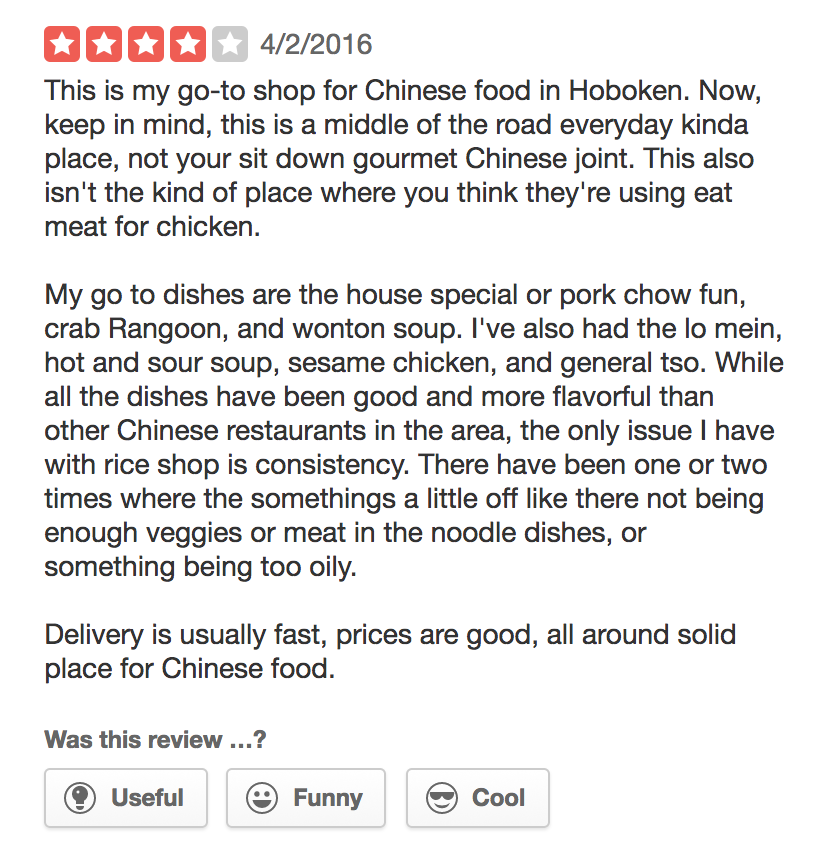 4/2/2016
This is my go-to shop for Chinese food in Hoboken. Now,
keep in mind, this is a middle of the road everyday kinda
place, not your sit down gourmet Chinese joint. This also
isn't the kind of place where you think they're using eat
meat for chicken.
My go to dishes are the house special or pork chow fun,
crab Rangoon, and wonton soup. I've also had the lo mein,
hot and sour soup, sesame chicken, and general tso. While
all the dishes have been good and more flavorful than
other Chinese restaurants in the area, the only issue I have
with rice shop is consistency. There have been one or two
times where the somethings a little off like there not being
enough veggies or meat in the noodle dishes, or
something being too oily.
Delivery is usually fast, prices are good, all around solid
place for Chinese food.
Was this review ...?
Useful Funny Cool